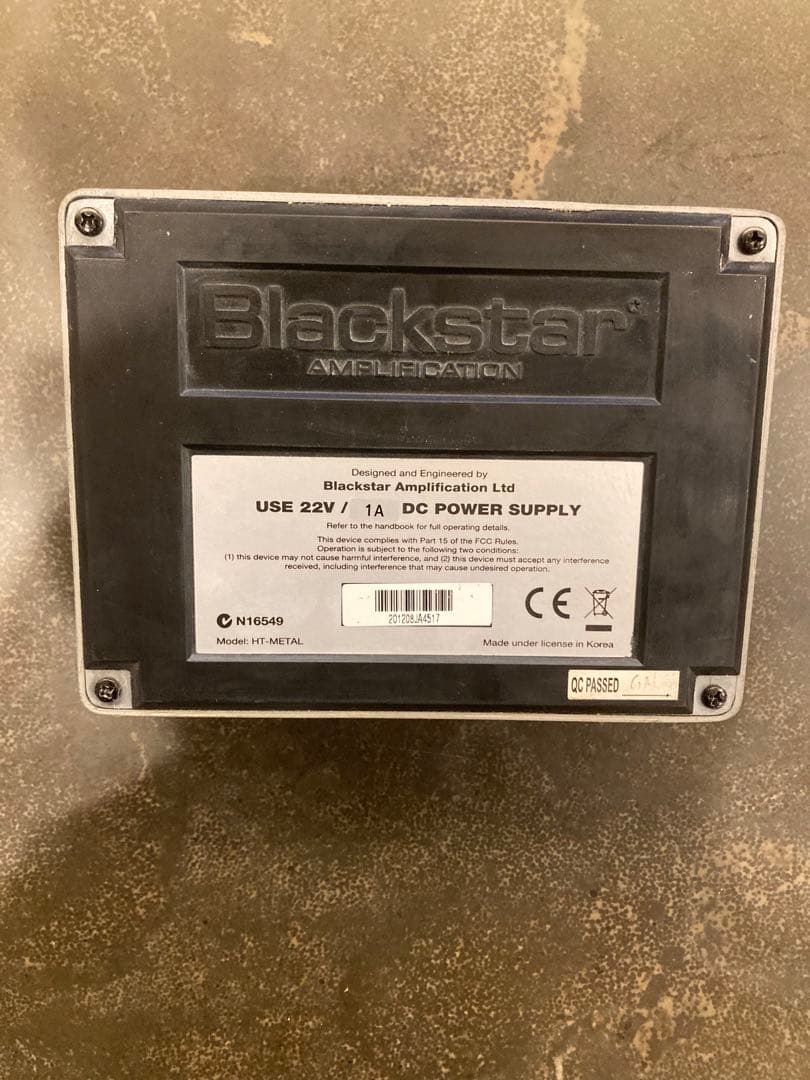 Blackstar
AMPLIFICATION
Designed and Engineered by
Blackstar Amplification Ltd
USE 22V / 1A DC POWER SUPPLY
Refer to the handbook for full operating details.
This device complies with Part 15 of the FCC Rules.
Operation is subject to the following two conditions:
(1) this device may not cause harmful interference, and (2) this device must accept any interference
received, including interference that may cause undesired operation.
N16549
201208JA4517
CE
Model: HT-METAL
Made under license in Korea
QC PASSED